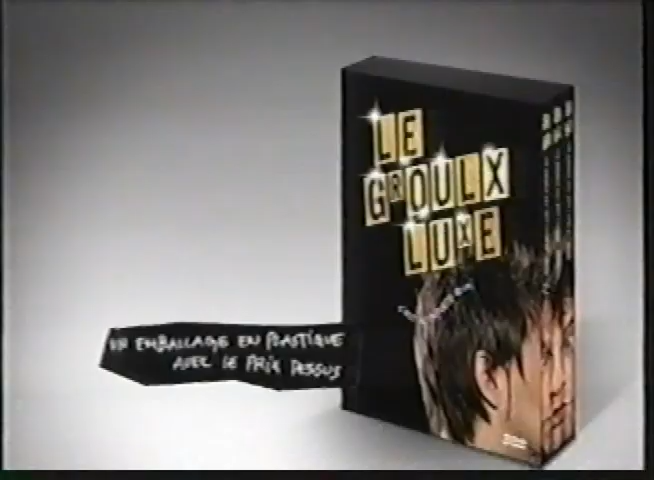 LE
GROULX
LUXE
UN EMBALLAGE EN PLASTIQUE
AVEC LE PRIX DESSUS